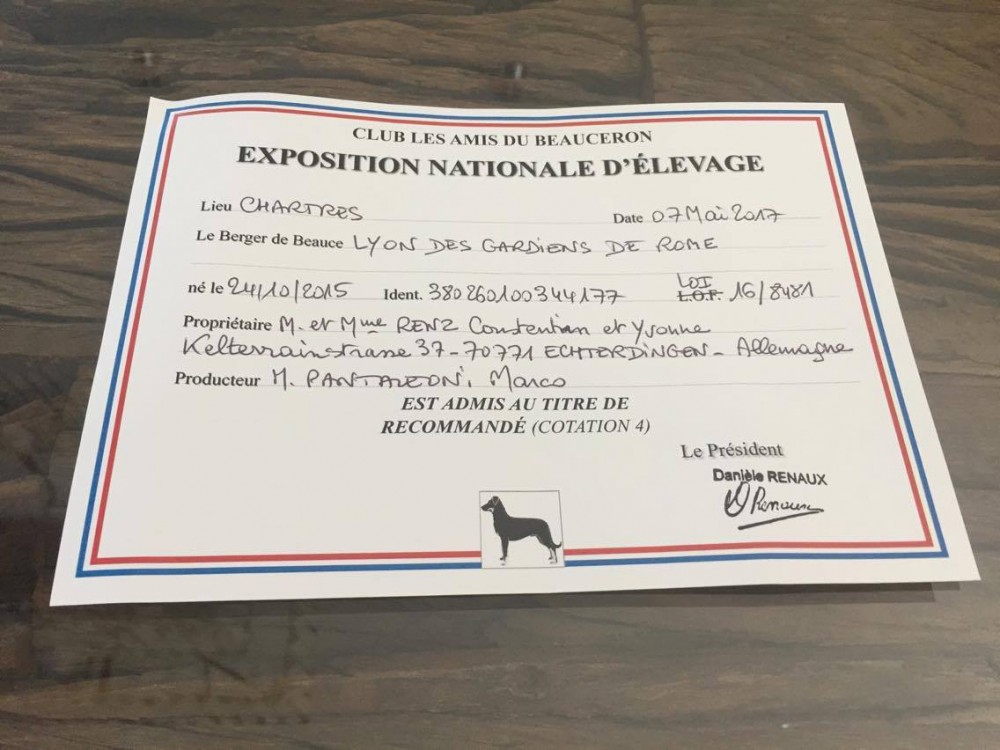 CLUB LES AMIS DU BEAUCERON
EXPOSITION NATIONALE D'ÉLEVAGE
Lieu CHARTRES Date 07 Mai 2017
Le Berger de Beauce LYON DES GARDIENS DE ROME
né le 24/10/2015 Ident. 380260100344177 LOI L.O.F. 16/8481
Propriétaire M. et Mme RENZ Constentian et Yvonne
Kelterrainstrasse 37-70771 ECHTERDINGEN - Allemagne
Producteur M. PANTALEONI, Marco
EST ADMIS AU TITRE DE
RECOMMANDÉ (COTATION 4)
Le Président
Danièle RENAUX
DRenaux